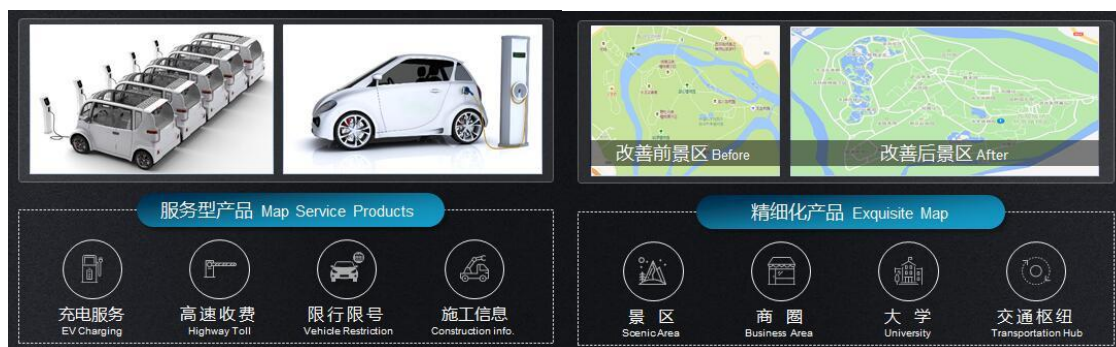 改善前景区 Before
改善后景区 After
服务型产品 Map Service Products
精细化产品 Exquisite Map
充电服务
EV Charging
高速收费
Highway Toll
限行限号
Vehicle Restriction
施工信息
Construction info.
景 区
Scenic Area
商 圈
Business Area
大 学
University
交通枢纽
Transportation Hub